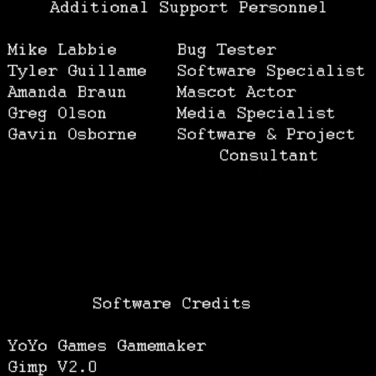 Additional Support Personnel
Mike Labbie Bug Tester
Tyler Guillame Software Specialist
Amanda Braun Mascot Actor
Greg Olson Media Specialist
Gavin Osborne Software & Project
Consultant
Software Credits
YoYo Games Gamemaker
Gimp V2.0